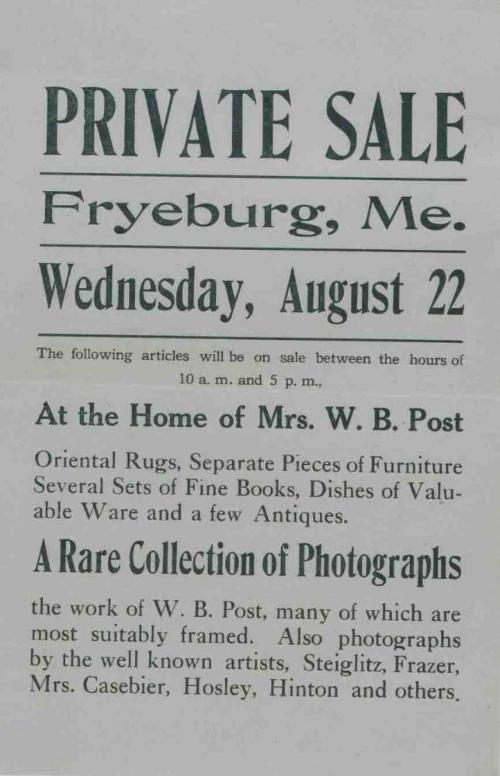 PRIVATE SALE
Fryeburg, Me.
Wednesday, August 22
The following articles will be on sale between the hours of
10 a. m. and 5 p. m.,
At the Home of Mrs. W. B. Post
Oriental Rugs, Separate Pieces of Furniture
Several Sets of Fine Books, Dishes of Valu-
able Ware and a few Antiques.
A Rare Collection of Photographs
the work of W. B. Post, many of which are
most suitably framed. Also photographs
by the well known artists, Steiglitz, Frazer,
Mrs. Casebier, Hosley, Hinton and others.